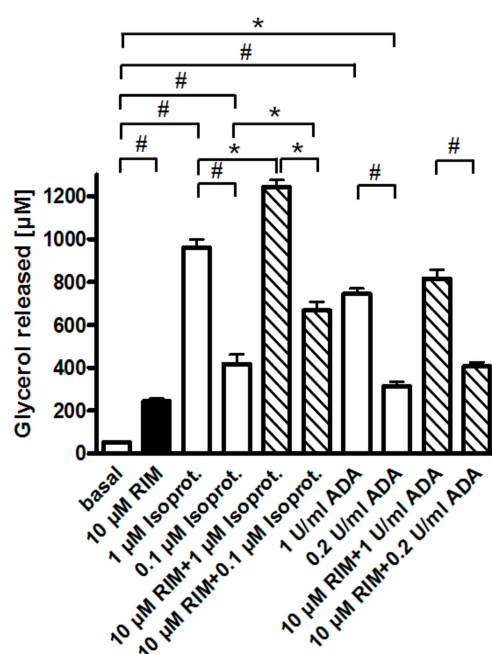 *
#
#
# *
# * *
# # #
1200
1000
800
600
400
200
0
Glycerol released [µM]
basal
10 µM RIM
1 µM Isoprot.
0.1 µM Isoprot.
10 µM RIM+1 µM Isoprot.
10 µM RIM+0.1 µM Isoprot.
1 U/ml ADA
0.2 U/ml ADA
10 µM RIM+1 U/ml ADA
10 µM RIM+0.2 U/ml ADA